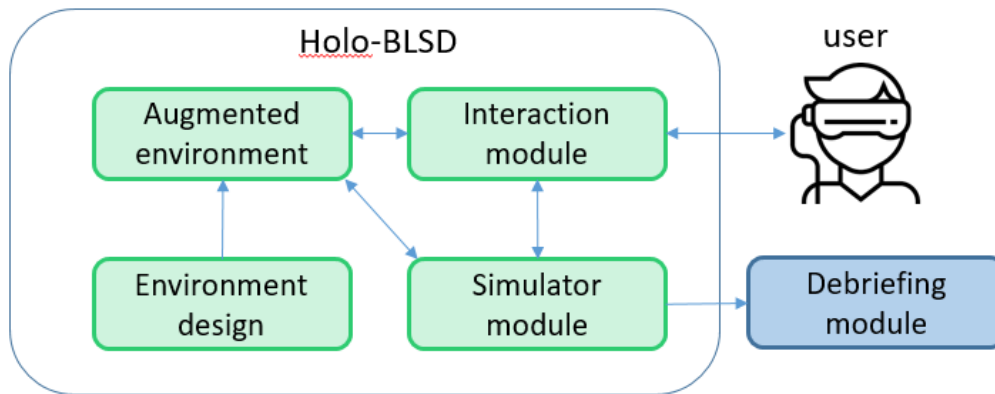 Holo-BLSD
user
Augmented
environment
Interaction
module
Environment
design
Simulator
module
Debriefing
module